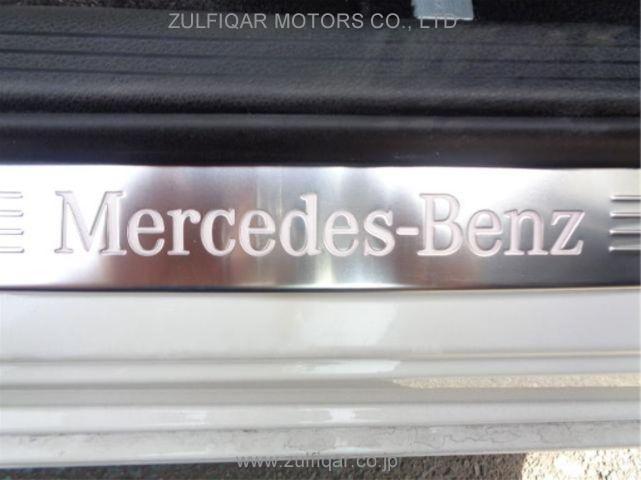 ZULFIQAR MOTORS CO., LTD
Mercedes-Benz
www.zulfiqar.co.jp